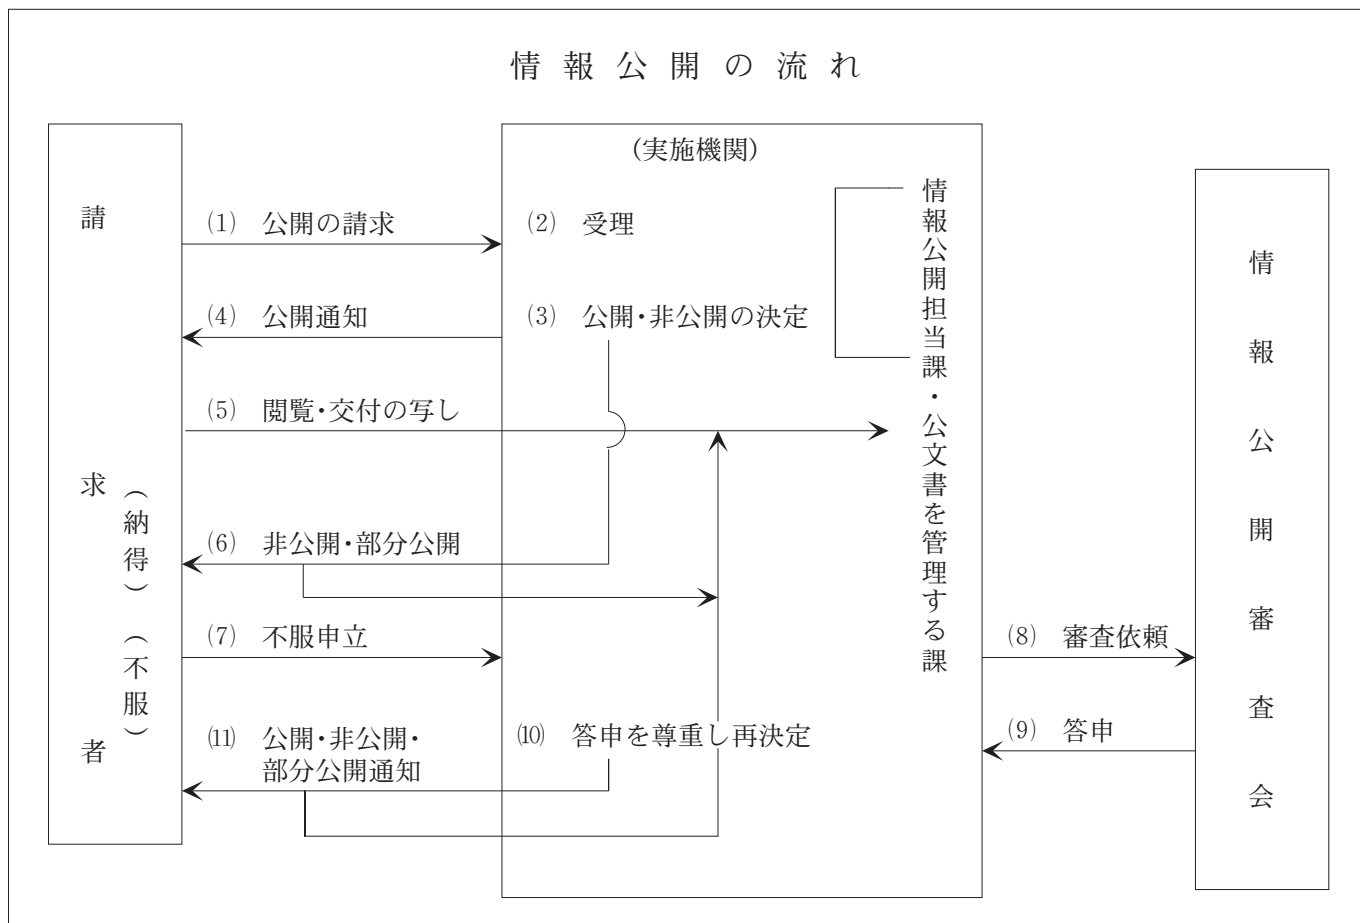 情報公開の流れ
(実施機関)
請求者
(納得)
(不服)
(1) 公開の請求
(2) 受理
(3) 公開・非公開の決定
(4) 公開通知
(5) 閲覧・交付の写し
(6) 非公開・部分公開
(7) 不服申立
(8) 審査依頼
(9) 答申
(10) 答申を尊重し再決定
(11) 公開・非公開・
部分公開通知
情報公開担当課・公文書を管理する課
情報公開審査会